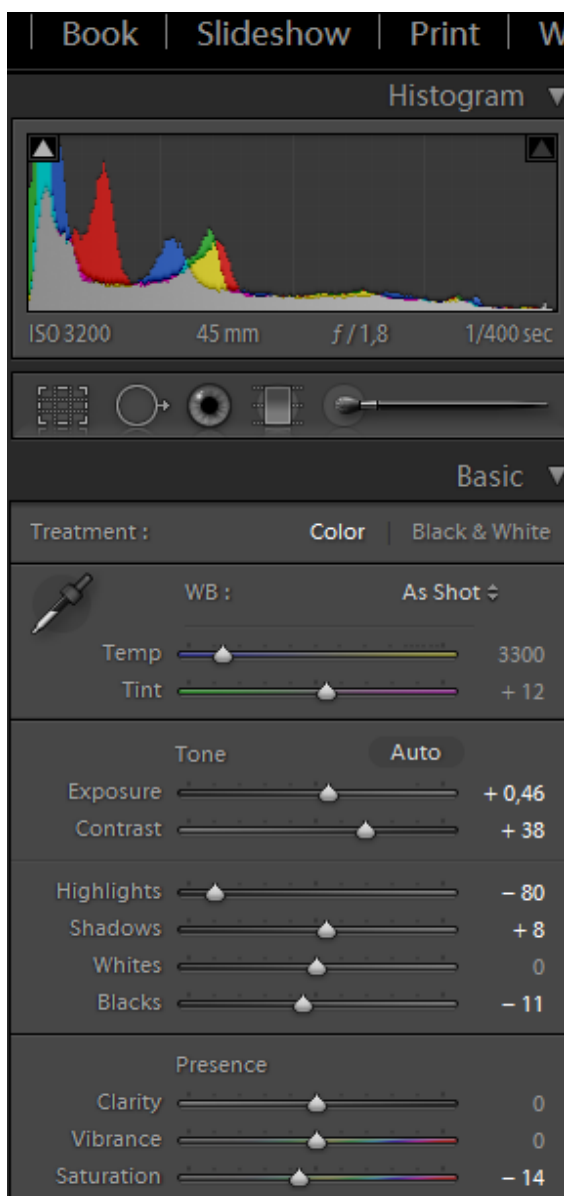 Book | Slideshow | Print | W
Histogram
ISO 3200 45 mm ƒ / 1,8 1/400 sec
Basic
Treatment : Color | Black & White
WB : As Shot
Temp 3300
Tint + 12
Tone Auto
Exposure + 0,46
Contrast + 38
Highlights − 80
Shadows + 8
Whites 0
Blacks − 11
Presence
Clarity 0
Vibrance 0
Saturation − 14